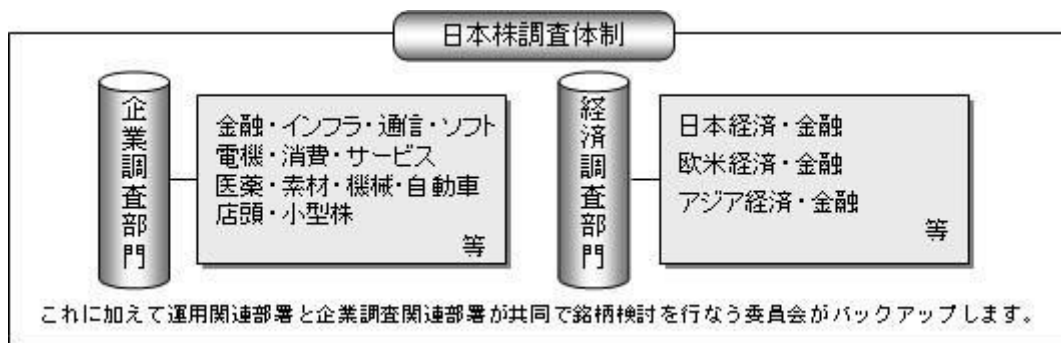 日本株調査体制
企業調査部門
金融・インフラ・通信・ソフト
電機・消費・サービス
医薬・素材・機械・自動車
店頭・小型株
等
経済調査部門
日本経済・金融
欧米経済・金融
アジア経済・金融
等
これに加えて運用関連部署と企業調査関連部署が共同で銘柄検討を行なう委員会がバックアップします。